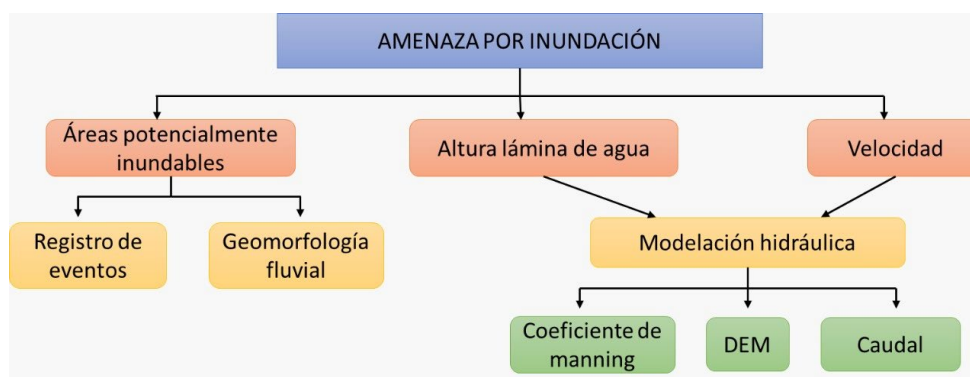 AMENAZA POR INUNDACIÓN
Áreas potencialmente
inundables
Altura lámina de agua
Velocidad
Registro de
eventos
Geomorfología
fluvial
Modelación hidráulica
Coeficiente de
manning
DEM
Caudal